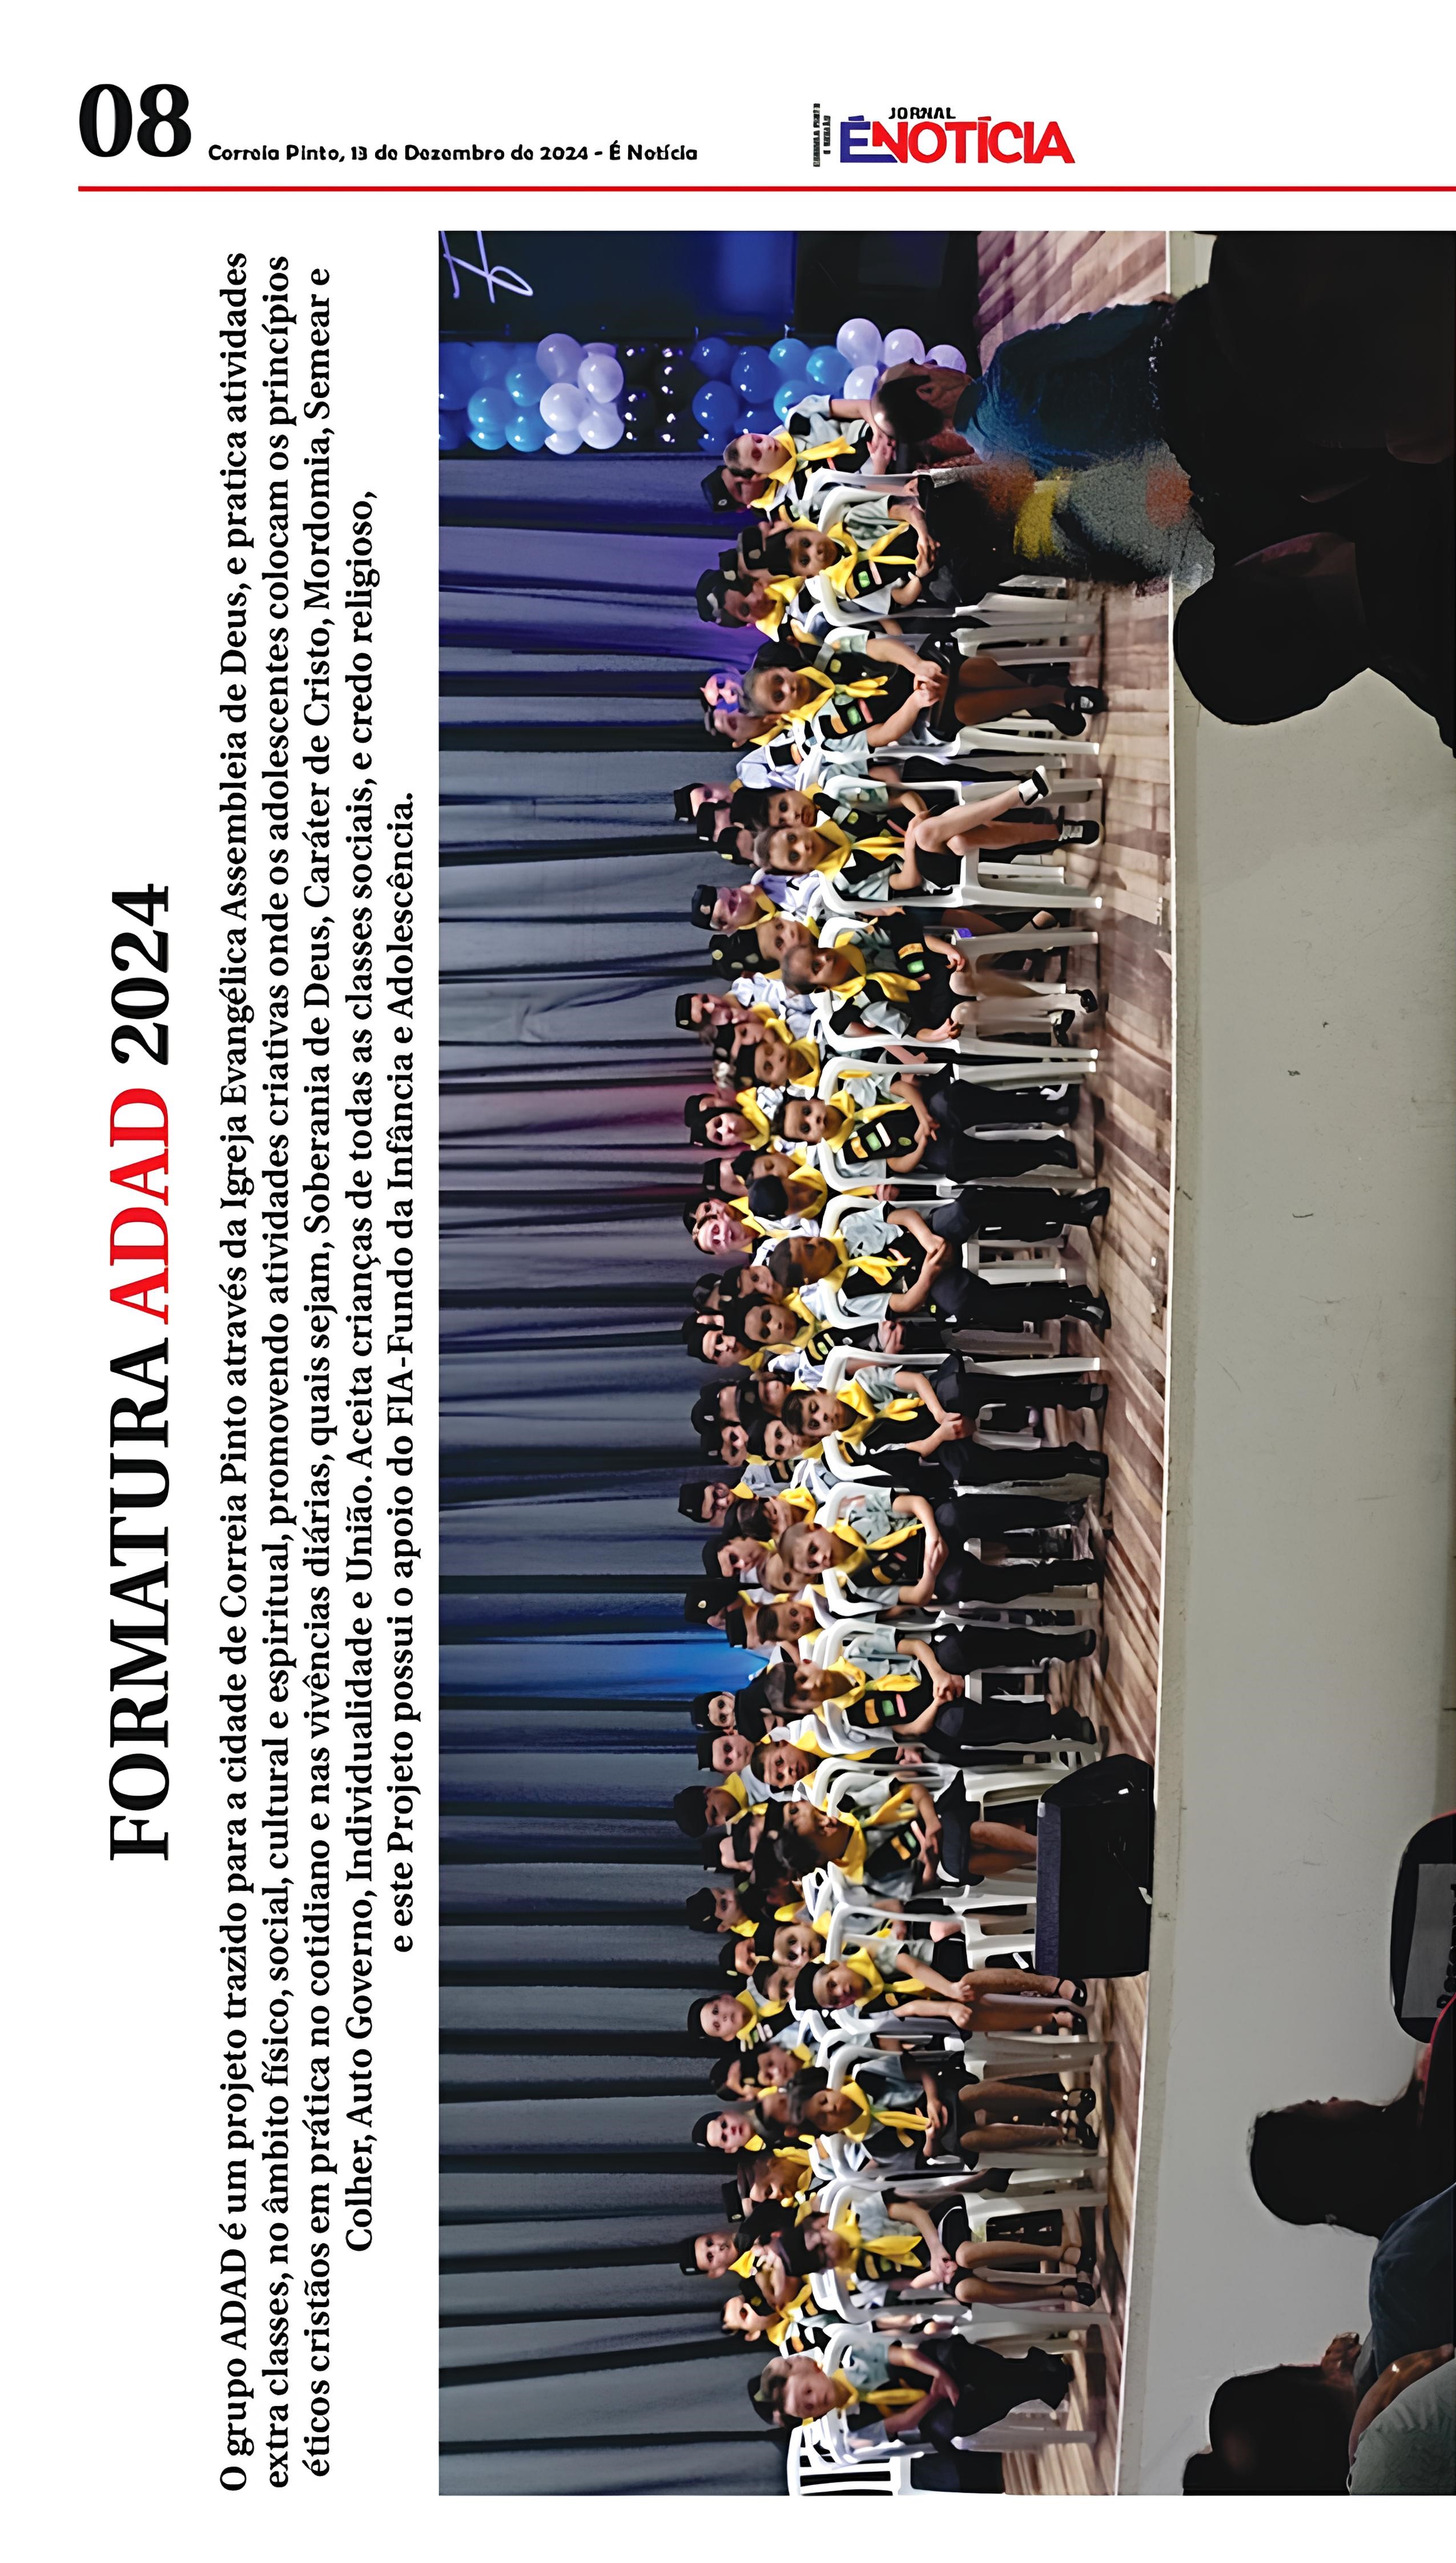 08
Correia Pinto, 13 de Dezembro de 2024 - É Notícia
JORNAL
ÉNOTÍCIA
FORMATURA ADAD 2024
O grupo ADAD é um projeto trazido para a cidade de Correia Pinto através da Igreja Evangélica Assembleia de Deus, e pratica atividades
extra classes, no âmbito físico, social, cultural e espiritual, promovendo atividades criativas onde os adolescentes colocam os princípios
éticos cristãos em prática no cotidiano e nas vivências diárias, quais sejam, Soberania de Deus, Caráter de Cristo, Mordomia, Semear e
Colher, Auto Governo, Individualidade e União. Aceita crianças de todas as classes sociais, e credo religioso,
e este Projeto possui o apoio do FIA-Fundo da Infância e Adolescência.